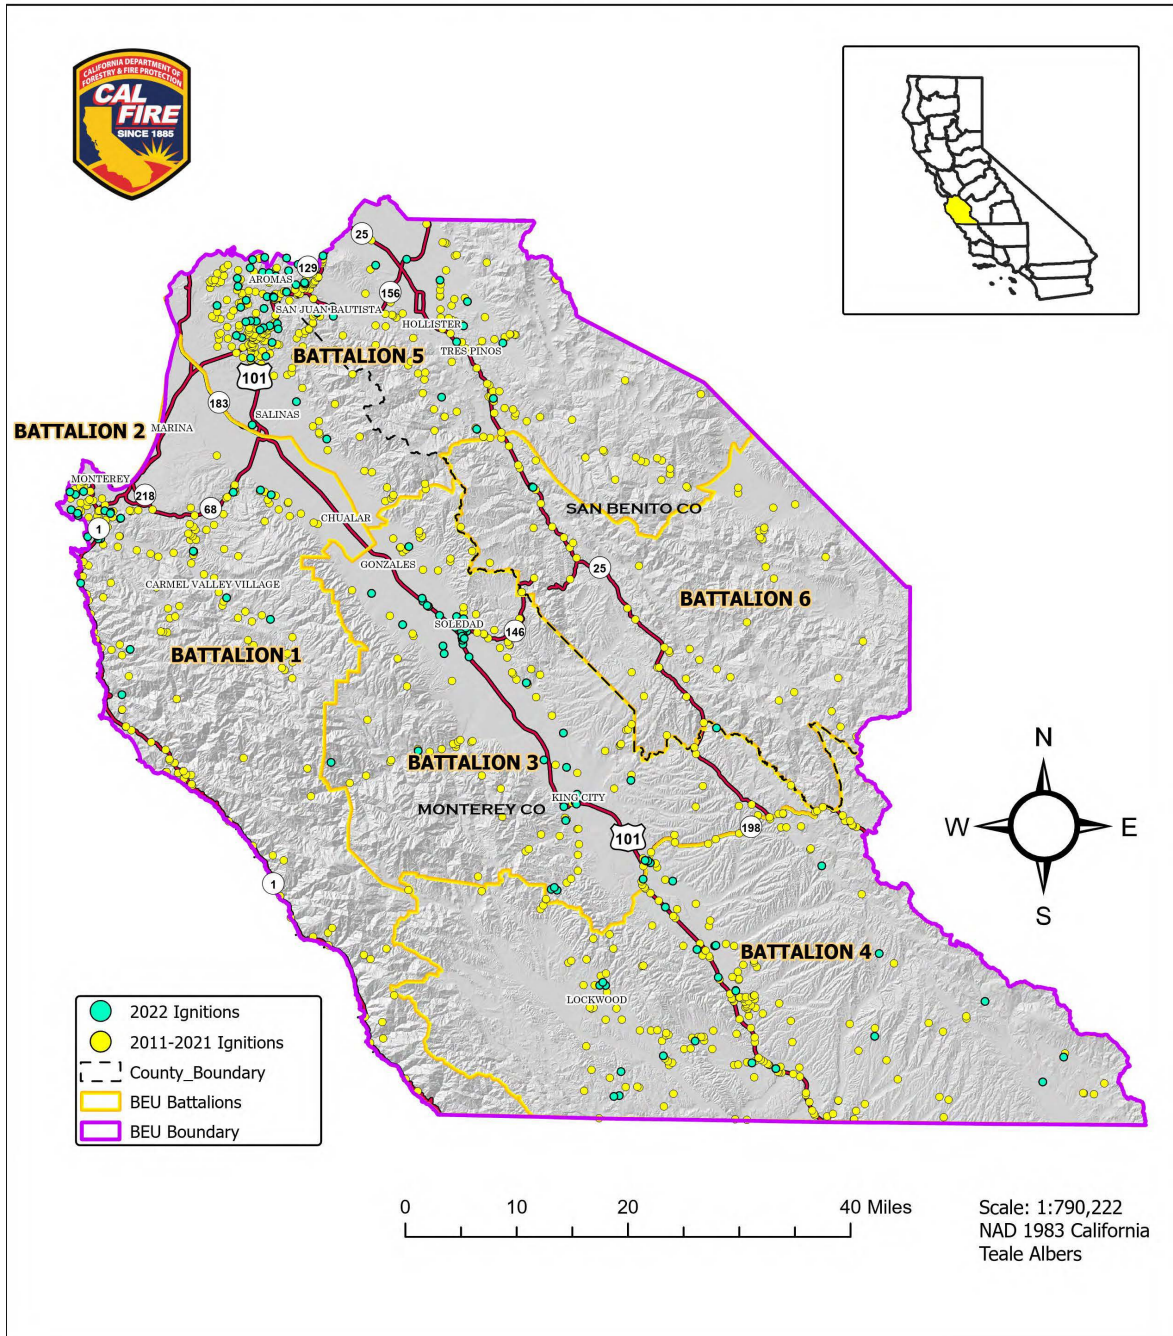 CALIFORNIA DEPARTMENT OF
FORESTRY & FIRE PROTECTION
CAL
FIRE
SINCE 1885
25
129
AROMAS
156
SAN JUAN BAUTISTA
HOLLISTER
TRES PINOS
BATTALION 5
101
183
SALINAS
MARINA
BATTALION 2
MONTEREY
218
68
SAN BENITO CO
CHUALAR
1
GONZALES
25
CARMEL VALLEY VILLAGE
BATTALION 6
SOLEDAD
146
BATTALION 1
BATTALION 3
KING CITY
MONTEREY CO
198
101
1
BATTALION 4
LOCKWOOD
N
W
E
S
2022 Ignitions
2011-2021 Ignitions
County_Boundary
BEU Battalions
BEU Boundary
0 10 20 40 Miles
Scale: 1:790,222
NAD 1983 California
Teale Albers